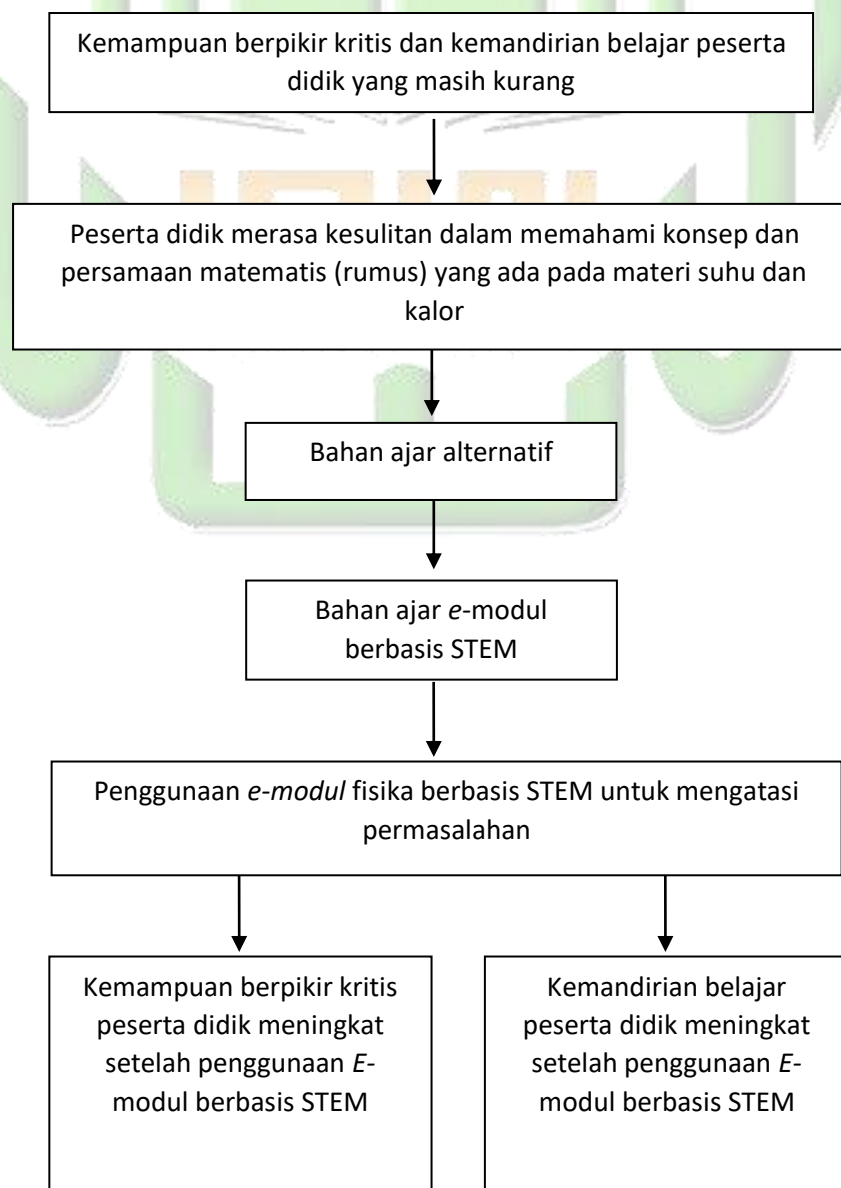 Kemampuan berpikir kritis dan kemandirian belajar peserta
didik yang masih kurang
Peserta didik merasa kesulitan dalam memahami konsep dan
persamaan matematis (rumus) yang ada pada materi suhu dan
kalor
Bahan ajar alternatif
Bahan ajar e-modul
berbasis STEM
Penggunaan e-modul fisika berbasis STEM untuk mengatasi
permasalahan
Kemampuan berpikir kritis
peserta didik meningkat
setelah penggunaan E-
modul berbasis STEM
Kemandirian belajar
peserta didik meningkat
setelah penggunaan E-
modul berbasis STEM